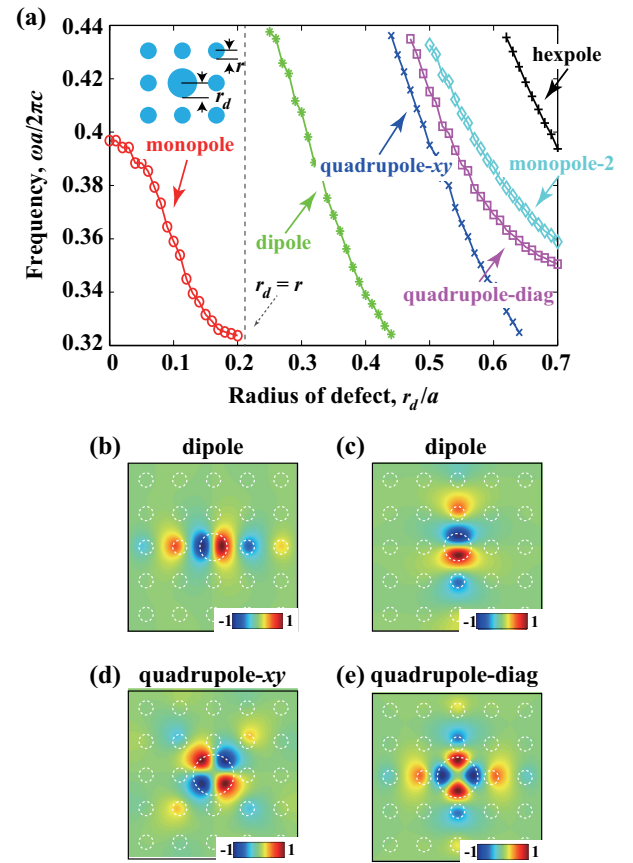 (a)
0.44
0.4
0.36
0.34
0.32
Frequency, ωa/2πc
r
r_d
monopole
r_d = r
dipole
quadrupole-xy
quadrupole-diag
monopole-2
hexpole
0 0.1 0.2 0.3 0.4 0.5 0.6 0.7
0.38
0.42
Radius of defect, r_d/a
(b) dipole
-1 1
(c) dipole
-1 1
(d) quadrupole-xy
-1 1
(e) quadrupole-diag
-1 1